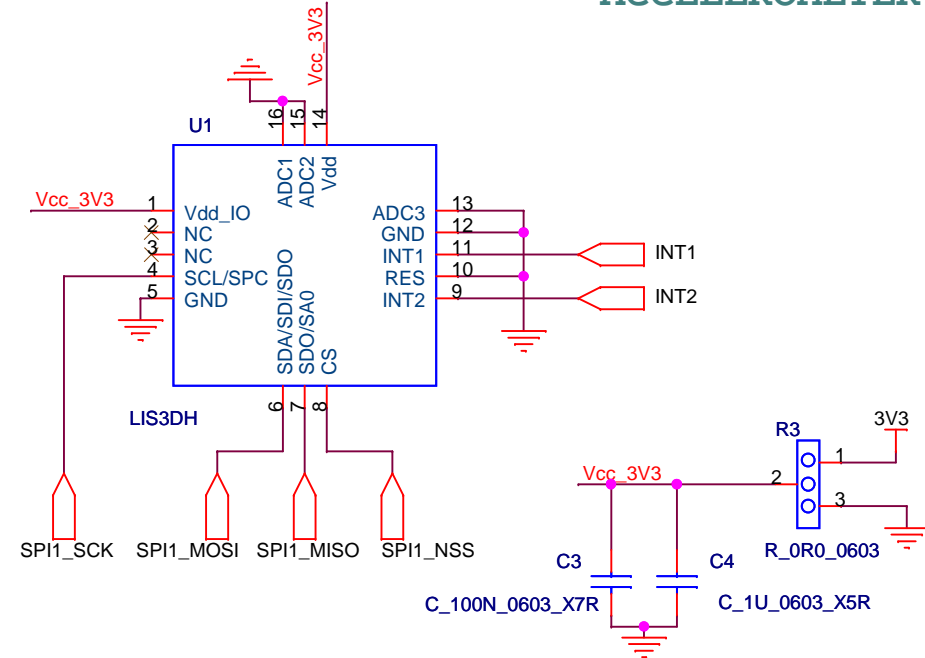 ACCELEROMETER
Vcc_3V3
16
15
14
U1
ADC1
ADC2
Vdd
Vcc_3V3
1
Vdd_IO
2
NC
3
NC
4
SCL/SPC
5
GND
ADC3
13
GND
12
INT1
11
INT1
RES
10
INT2
9
INT2
SDA/SDI/SDO
SDO/SA0
CS
6
7
8
LIS3DH
SPI1_SCK
SPI1_MOSI
SPI1_MISO
SPI1_NSS
R3
3V3
1
Vcc_3V3
2
3
R_0R0_0603
C3
C4
C_100N_0603_X7R
C_1U_0603_X5R